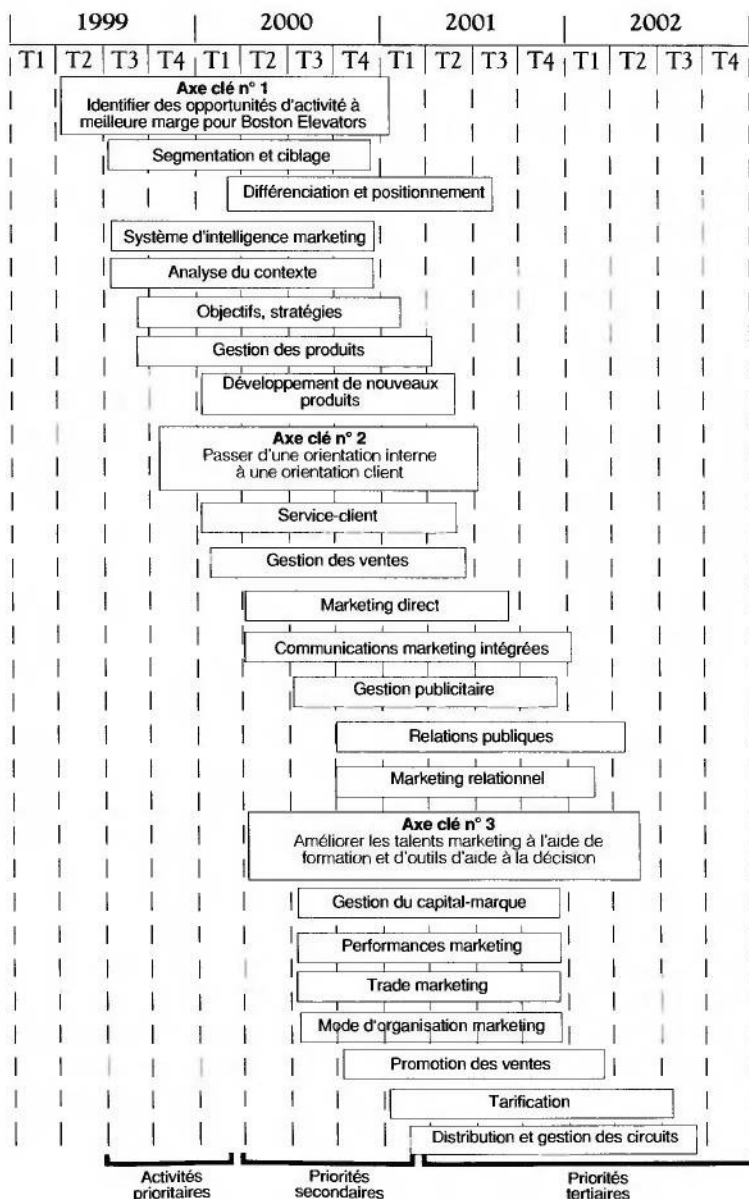 1999 2000 2001 2002
T1 T2 T3 T4 T1 T2 T3 T4 T1 T2 T3 T4 T1 T2 T3 T4
Axe clé n° 1
Identifier des opportunités d'activité à
meilleure marge pour Boston Elevators
Segmentation et ciblage
Différenciation et positionnement
Système d'intelligence marketing
Analyse du contexte
Objectifs, stratégies
Gestion des produits
Développement de nouveaux
produits
Axe clé n° 2
Passer d'une orientation interne
à une orientation client
Service-client
Gestion des ventes
Marketing direct
Communications marketing intégrées
Gestion publicitaire
Relations publiques
Marketing relationnel
Axe clé n° 3
Améliorer les talents marketing à l'aide de
formation et d'outils d'aide à la décision
Gestion du capital-marque
Performances marketing
Trade marketing
Mode d'organisation marketing
Promotion des ventes
Tarification
Distribution et gestion des circuits
Activités
prioritaires
Priorités
secondaires
Priorités
tertiaires